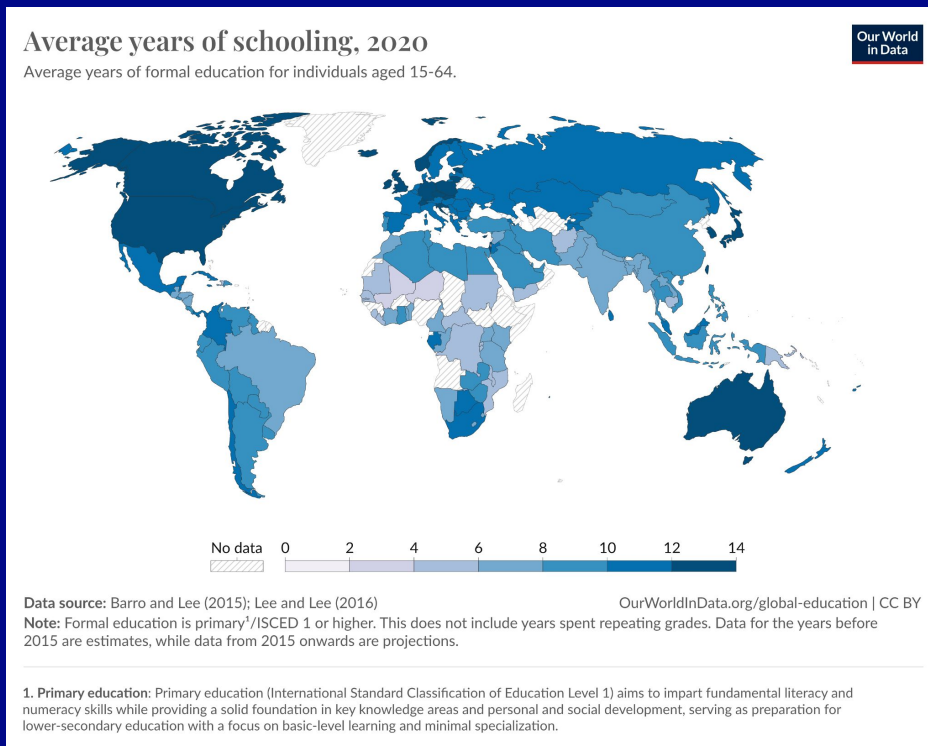 Average years of schooling, 2020
Our World
in Data
Average years of formal education for individuals aged 15-64.
No data 0 2 4 6 8 10 12 14
Data source: Barro and Lee (2015); Lee and Lee (2016)
OurWorldInData.org/global-education | CC BY
Note: Formal education is primary¹/ISCED 1 or higher. This does not include years spent repeating grades. Data for the years before
2015 are estimates, while data from 2015 onwards are projections.
1. Primary education: Primary education (International Standard Classification of Education Level 1) aims to impart fundamental literacy and
numeracy skills while providing a solid foundation in key knowledge areas and personal and social development, serving as preparation for
lower-secondary education with a focus on basic-level learning and minimal specialization.